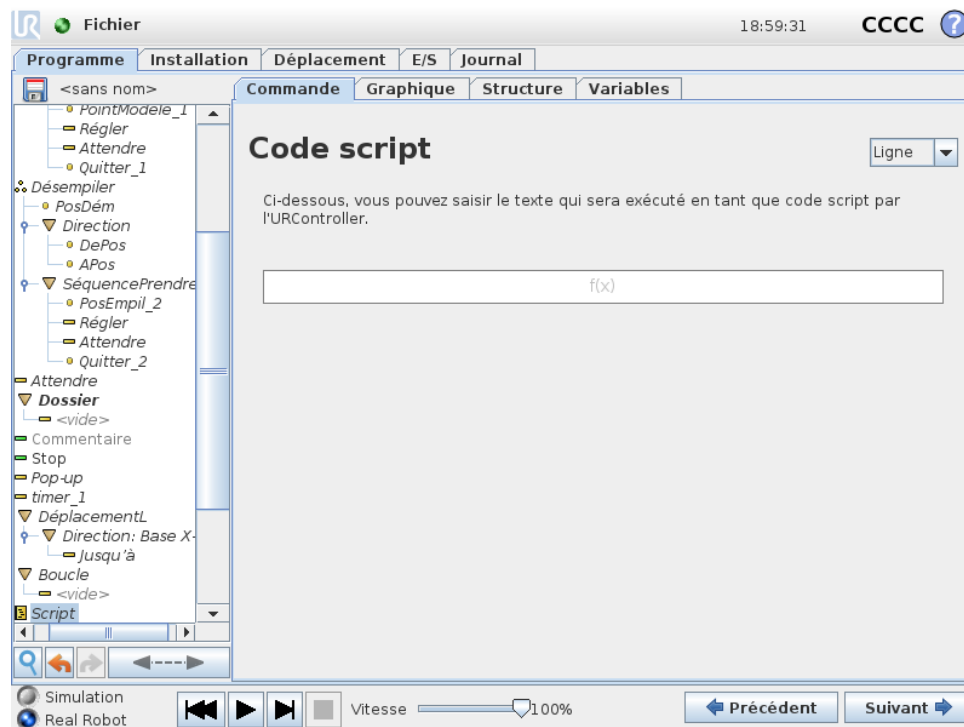 UR Fichier 18:59:31 CCCC ?
Programme Installation Déplacement E/S Journal
<sans nom>
Commande Graphique Structure Variables
PointModèle_1
Régler
Attendre
Quitter_1
Désempiler
PosDém
Direction
DePos
APos
SéquencePrendre
PosEmpil_2
Régler
Attendre
Quitter_2
Attendre
Dossier
<vide>
Commentaire
Stop
Pop-up
timer_1
DéplacementL
Direction: Base X-
Jusqu'à
Boucle
<vide>
Script
Code script
Ligne
Ci-dessous, vous pouvez saisir le texte qui sera exécuté en tant que code script par
l'URController.
f(x)
Simulation
Real Robot
Vitesse 100%
Précédent
Suivant